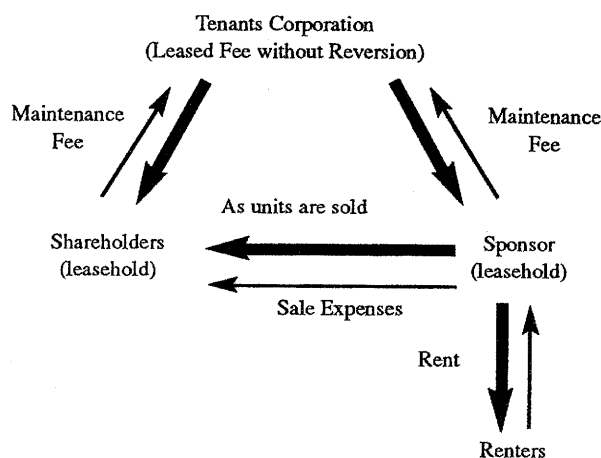 Tenants Corporation
(Leased Fee without Reversion)
Maintenance
Fee
Maintenance
Fee
As units are sold
Shareholders
(leasehold)
Sponsor
(leasehold)
Sale Expenses
Rent
Renters